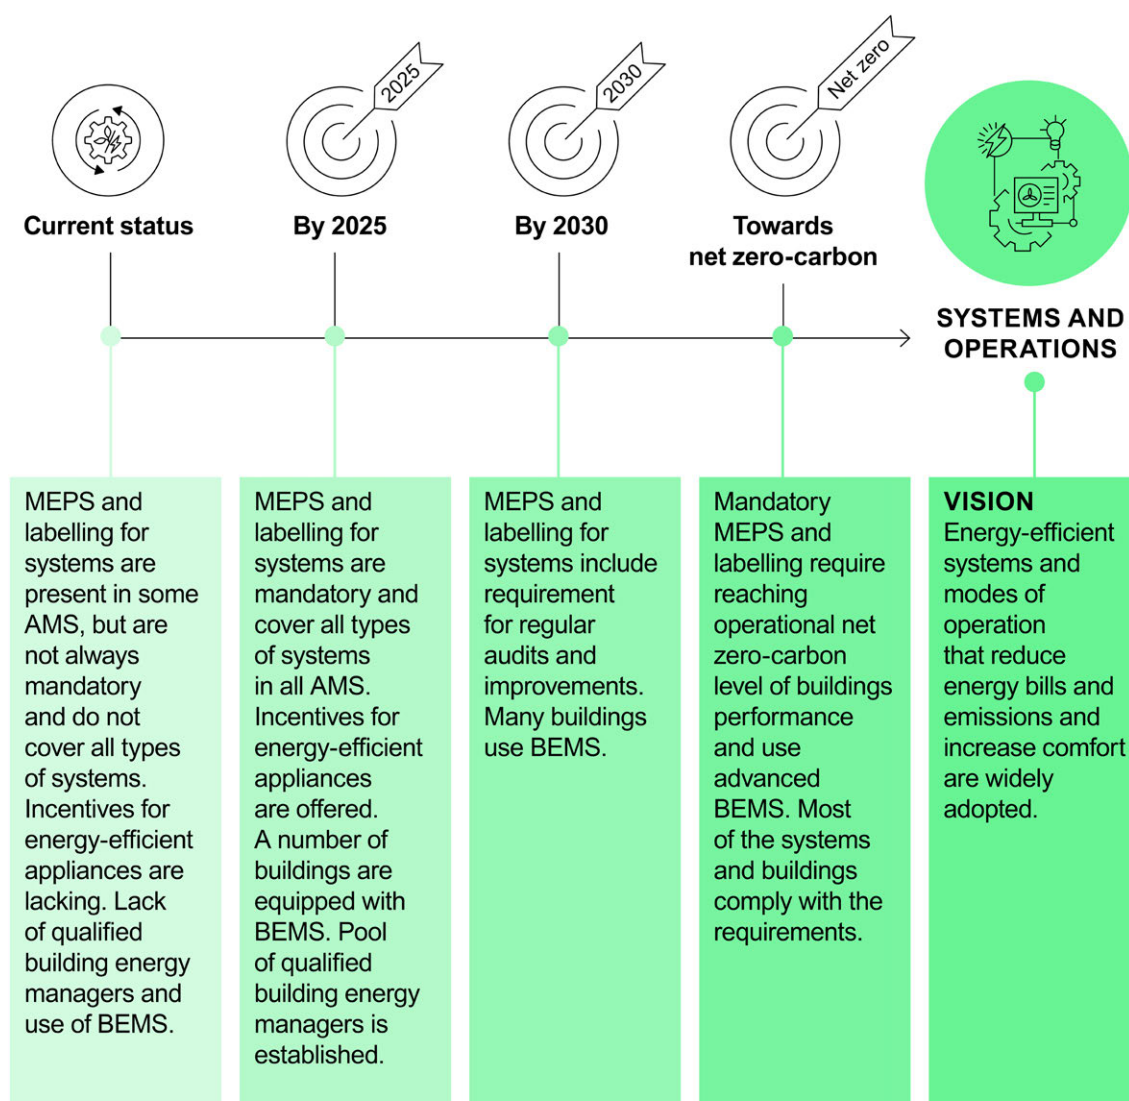 2025
2030
Net zero
Current status
By 2025
By 2030
Towards
net zero-carbon
SYSTEMS AND
OPERATIONS
MEPS and
labelling for
systems are
present in some
AMS, but are
not always
mandatory
and do not
cover all types
of systems.
Incentives for
energy-efficient
appliances are
lacking. Lack
of qualified
building energy
managers and
use of BEMS.
MEPS and
labelling for
systems are
mandatory and
cover all types
of systems
in all AMS.
Incentives for
energy-efficient
appliances
are offered.
A number of
buildings are
equipped with
BEMS. Pool
of qualified
building energy
managers is
established.
MEPS and
labelling for
systems include
requirement
for regular
audits and
improvements.
Many buildings
use BEMS.
Mandatory
MEPS and
labelling require
reaching
operational net
zero-carbon
level of buildings
performance
and use
advanced
BEMS. Most
of the systems
and buildings
comply with the
requirements.
VISION
Energy-efficient
systems and
modes of
operation
that reduce
energy bills and
emissions and
increase comfort
are widely
adopted.